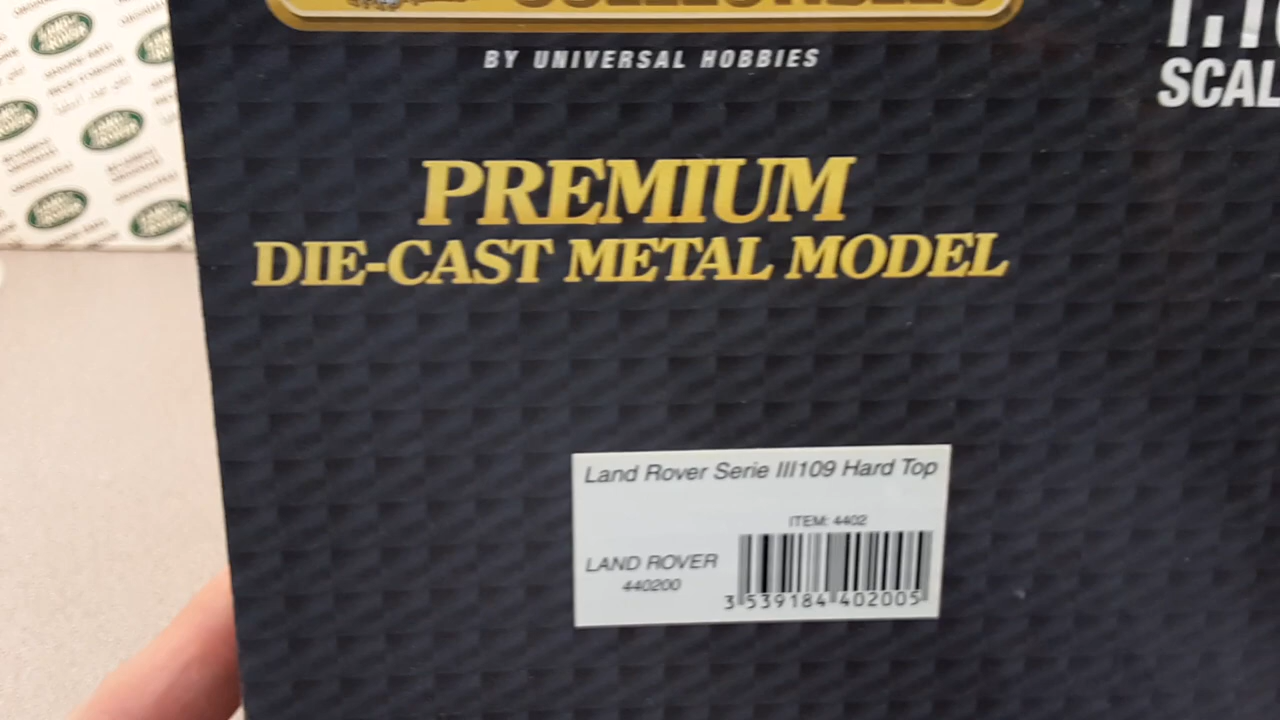 BY UNIVERSAL HOBBIES
SCAL
PREMIUM
DIE-CAST METAL MODEL
Land Rover Serie III109 Hard Top
ITEM: 4402
LAND ROVER
440200
3 539184 402005